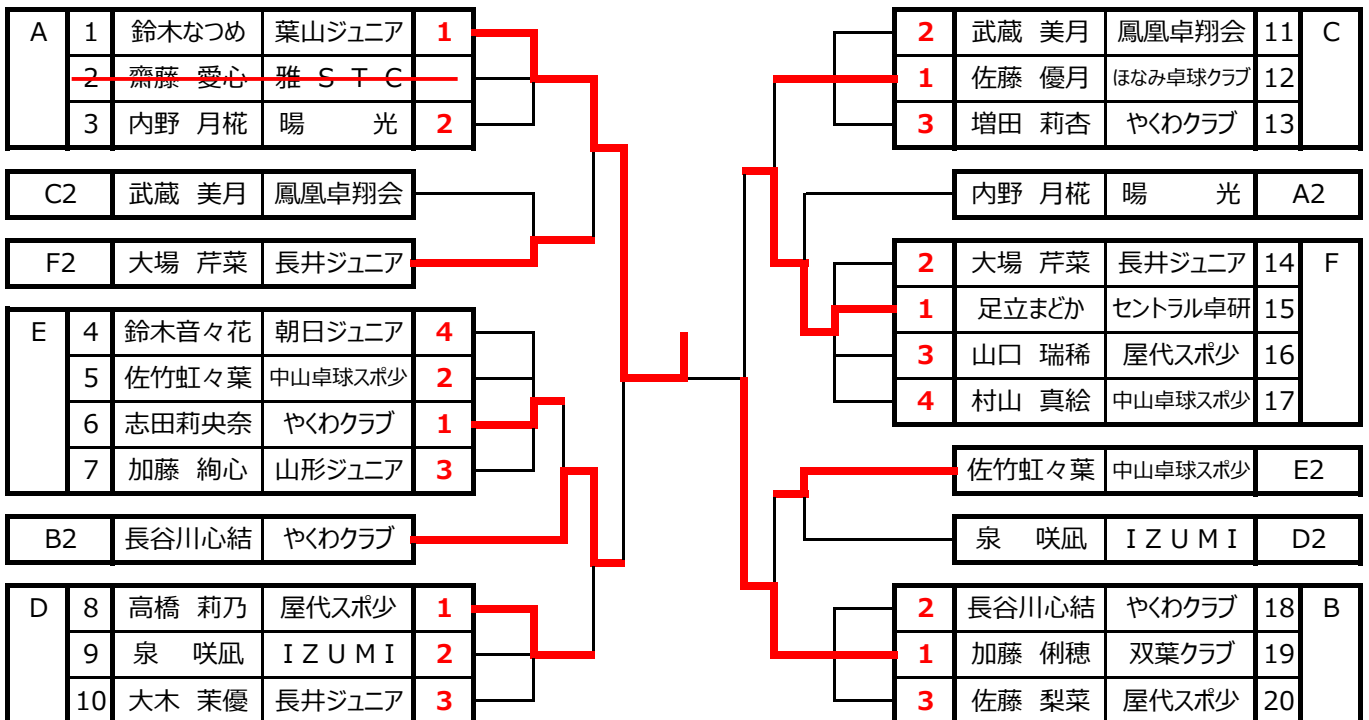 A 1 鈴木なつめ 葉山ジュニア 1
2 齋藤 愛心 雅STC
3 内野 月椛 暘 光 2
C2 武蔵 美月 鳳凰卓翔会
F2 大場 芹菜 長井ジュニア
E 4 鈴木音々花 朝日ジュニア 4
5 佐竹虹々葉 中山卓球スポ少 2
6 志田莉央奈 やくわクラブ 1
7 加藤 絢心 山形ジュニア 3
B2 長谷川心結 やくわクラブ
D 8 高橋 莉乃 屋代スポ少 1
9 泉 咲凪 IZUMI 2
10 大木 茉優 長井ジュニア 3
2 武蔵 美月 鳳凰卓翔会 11 C
1 佐藤 優月 ほなみ卓球クラブ 12
3 増田 莉杏 やくわクラブ 13
内野 月椛 暘 光 A2
2 大場 芹菜 長井ジュニア 14 F
1 足立まどか セントラル卓研 15
3 山口 瑞稀 屋代スポ少 16
4 村山 真絵 中山卓球スポ少 17
佐竹虹々葉 中山卓球スポ少 E2
泉 咲凪 IZUMI D2
2 長谷川心結 やくわクラブ 18 B
1 加藤 俐穂 双葉クラブ 19
3 佐藤 梨菜 屋代スポ少 20